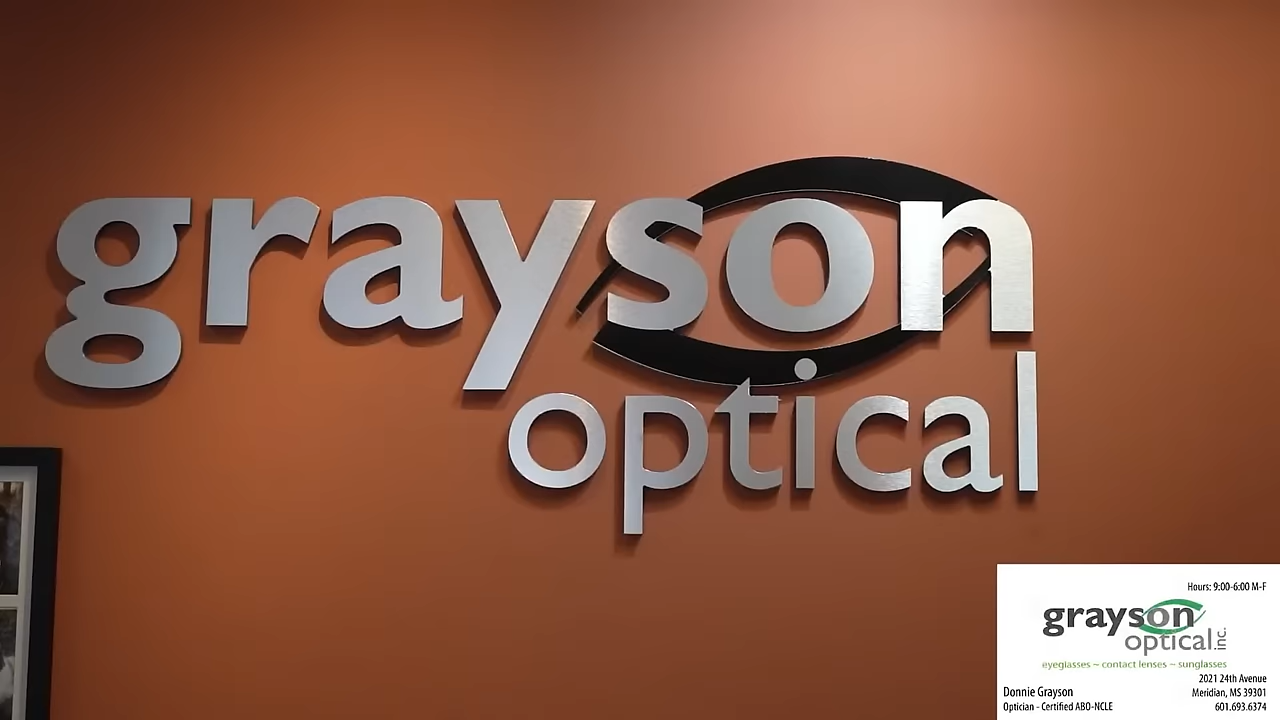 grayson
optical
Hours: 9:00-6:00 M-F
grayson
optical inc.
eyeglasses ~ contact lenses ~ sunglasses
2021 24th Avenue
Donnie Grayson Meridian, MS 39301
Optician - Certified ABO-NCLE 601.693.6374